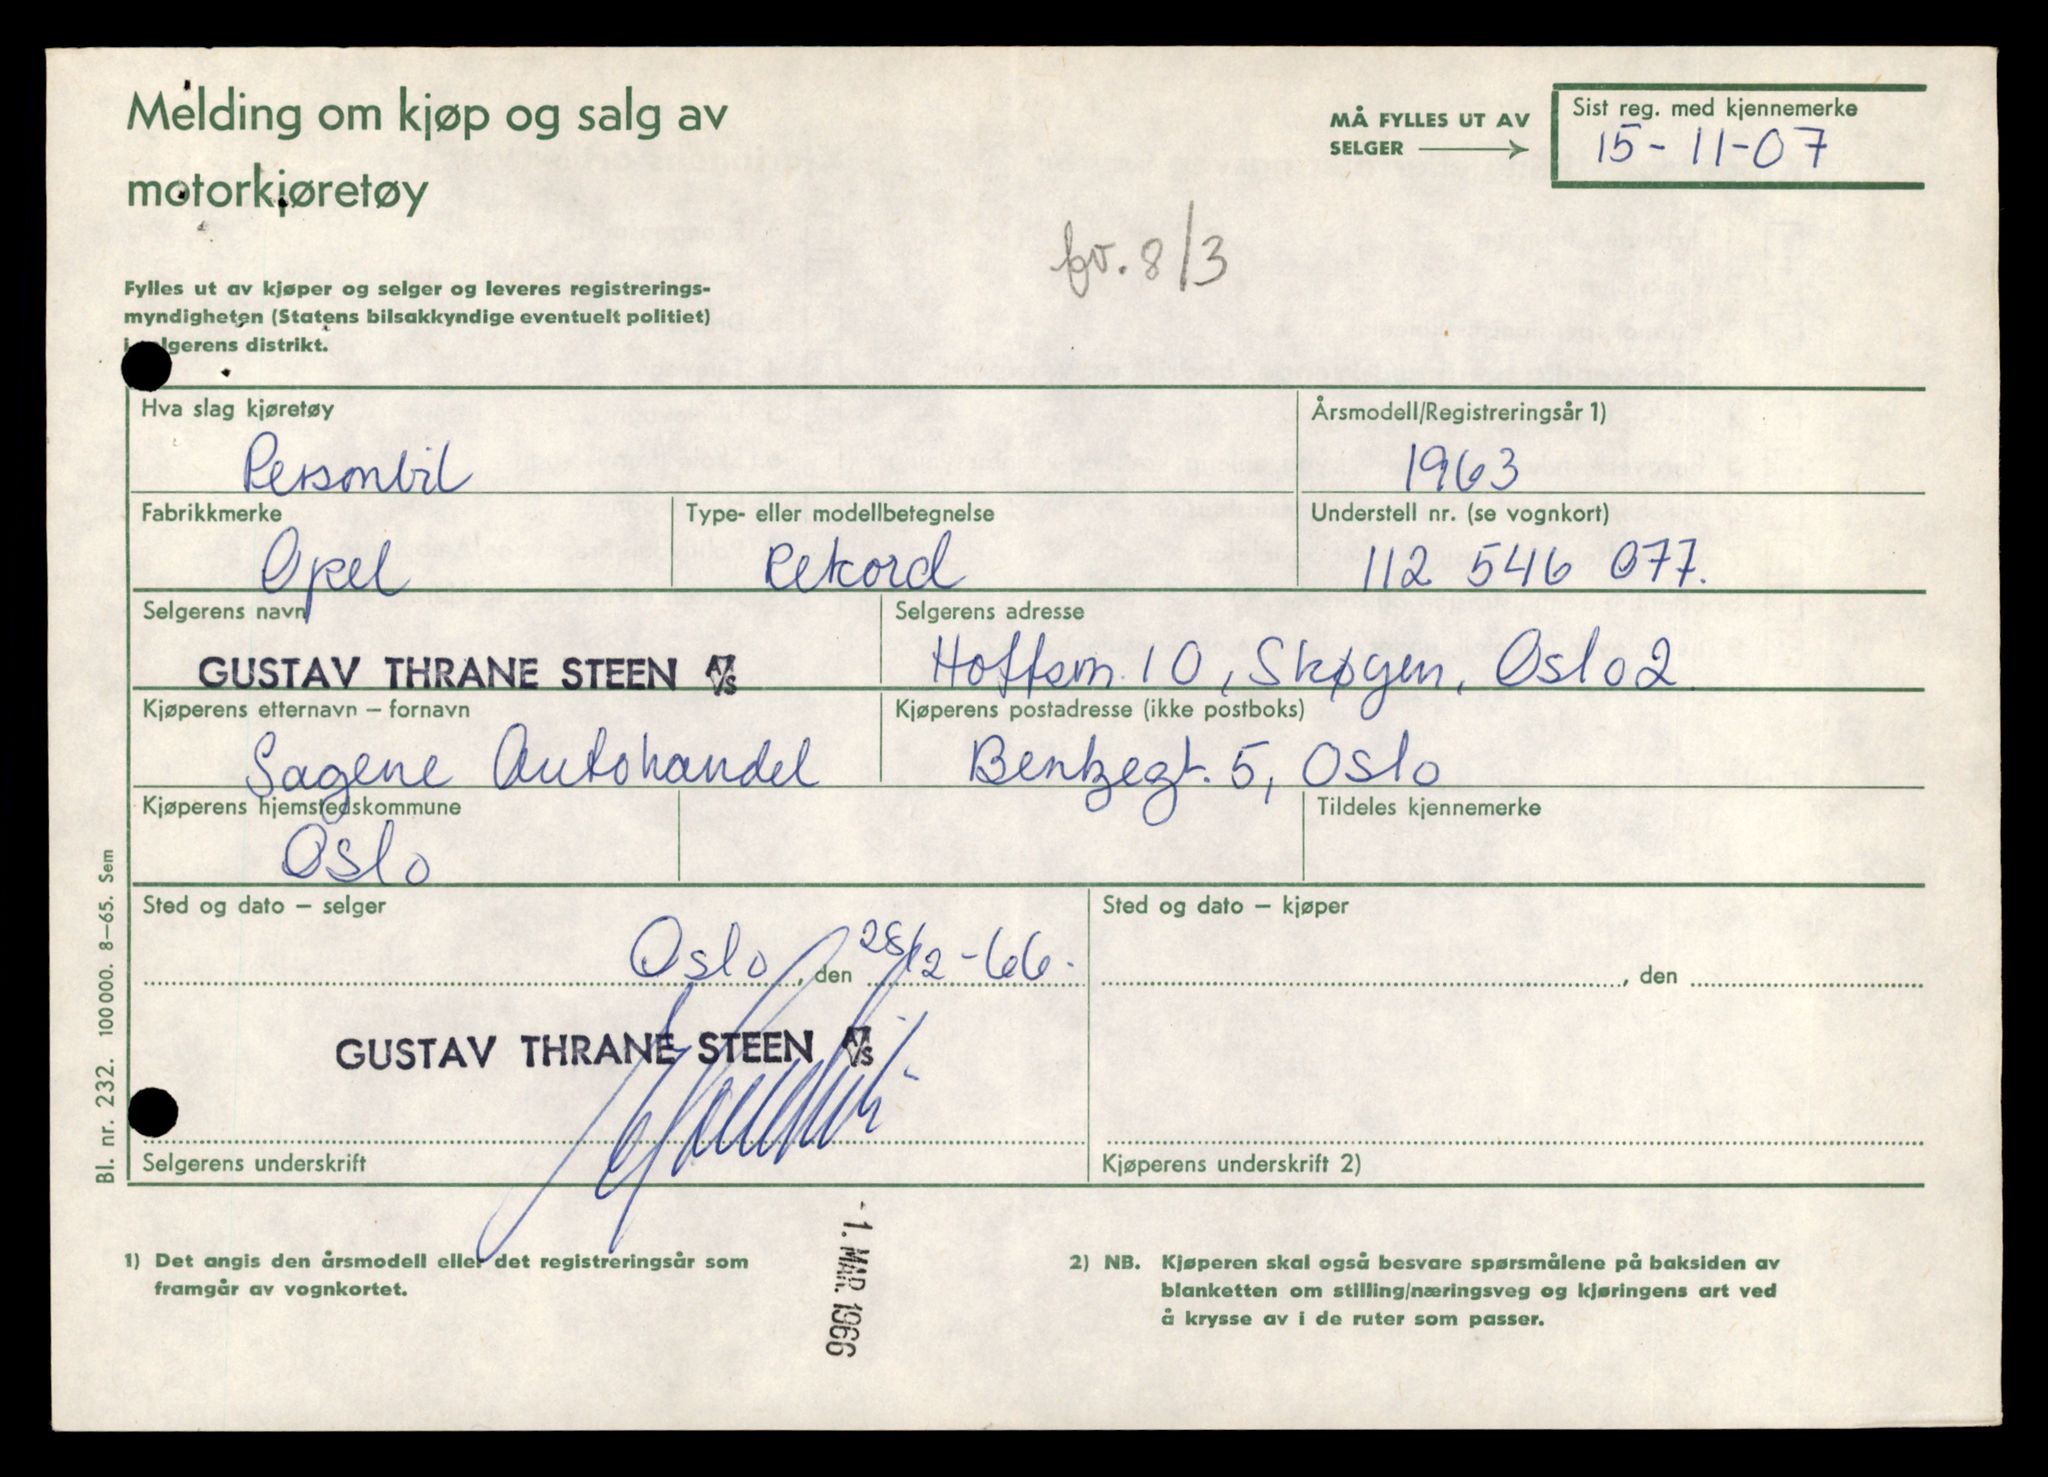 Melding om kjøp og salg av
motorkjøretøy
MÅ FYLLES UT AV
SELGER
Sist reg. med kjennemerke
15-11-07
fv. 8/3
Fylles ut av kjøper og selger og leveres registrerings-
myndigheten (Statens bilsakkyndige eventuelt politiet)
i selgerens distrikt.
Hva slag kjøretøy
Personbil
Årsmodell/Registreringsår 1)
1963
Fabrikkmerke
Opel
Type- eller modellbetegnelse
Rekord
Understell nr. (se vognkort)
112 546 077.
Selgerens navn
GUSTAV THRANE STEEN A/S
Selgerens adresse
Hoffsvn. 10, Skøyen, Oslo 2
Kjøperens etternavn – fornavn
Sagene Autohandel
Kjøperens postadresse (ikke postboks)
Bentzegt. 5, Oslo
Kjøperens hjemstedskommune
Oslo
Tildeles kjennemerke
Sted og dato – selger
Oslo, den 28/2-66.
GUSTAV THRANE STEEN A/S
Selgerens underskrift
Sted og dato – kjøper
, den
Kjøperens underskrift 2)
Bl. nr. 232. 100 000. 8–65. Sem
- 1. MAR. 1966
1) Det angis den årsmodell eller det registreringsår som
framgår av vognkortet.
2) NB. Kjøperen skal også besvare spørsmålene på baksiden av
blanketten om stilling/næringsveg og kjøringens art ved
å krysse av i de ruter som passer.